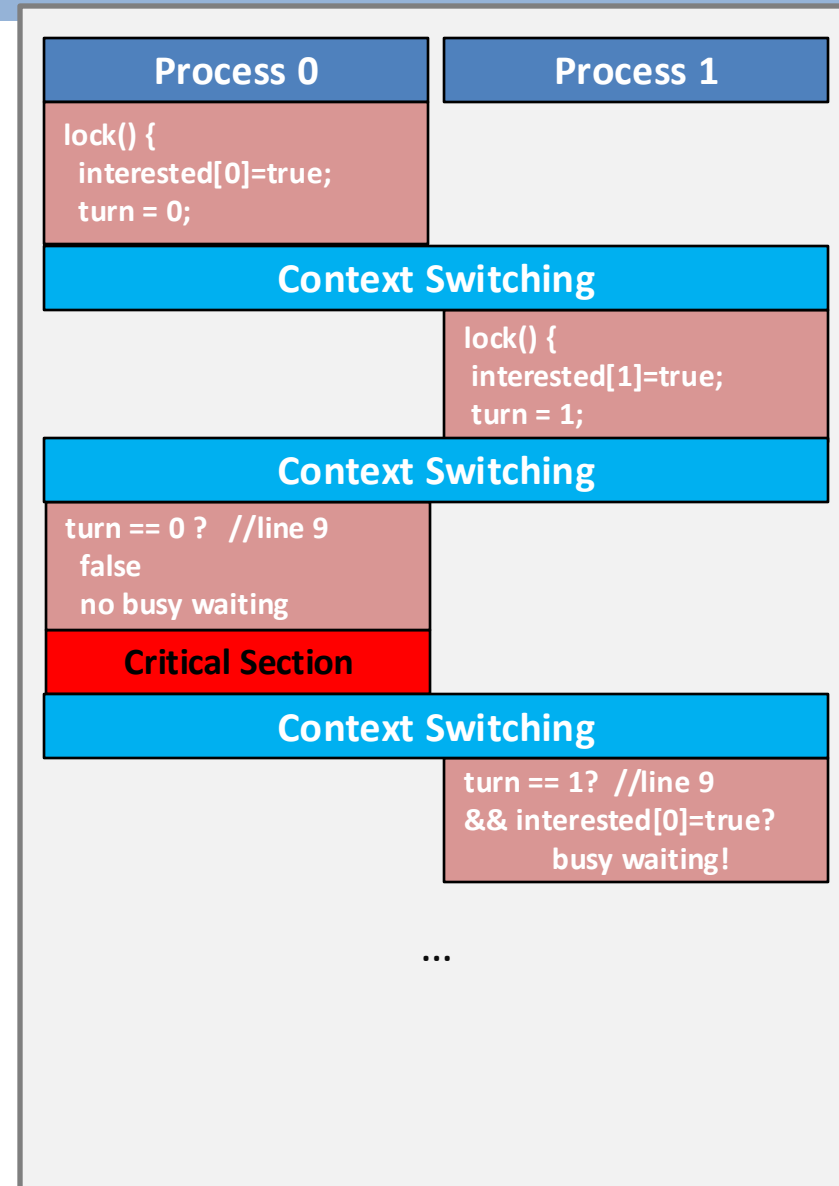 Process 0
Process 1
lock() {
interested[0]=true;
turn = 0;
Context Switching
lock() {
interested[1]=true;
turn = 1;
Context Switching
turn == 0 ?   //line 9
false
no busy waiting
Critical Section
Context Switching
turn == 1?  //line 9
&& interested[0]=true?
busy waiting!
...